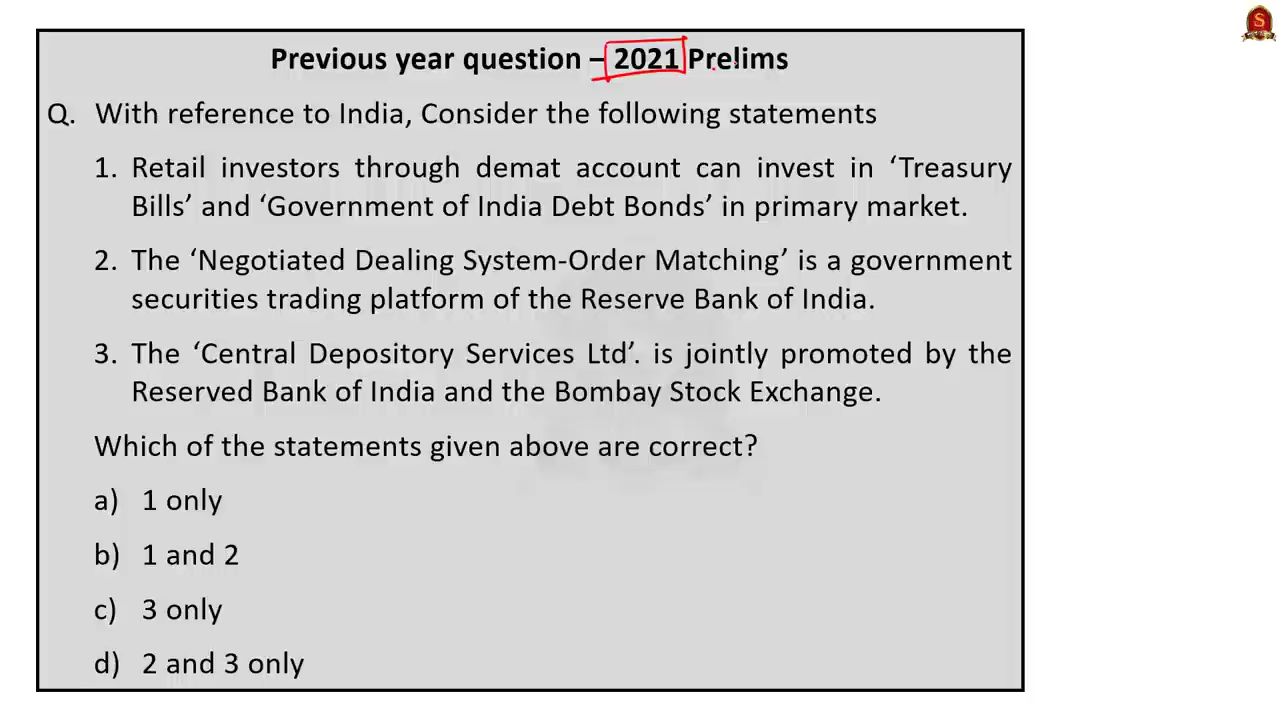 Previous year question – 2021 Prelims
Q. With reference to India, Consider the following statements
1. Retail investors through demat account can invest in ‘Treasury
Bills’ and ‘Government of India Debt Bonds’ in primary market.
2. The ‘Negotiated Dealing System-Order Matching’ is a government
securities trading platform of the Reserve Bank of India.
3. The ‘Central Depository Services Ltd’. is jointly promoted by the
Reserved Bank of India and the Bombay Stock Exchange.
Which of the statements given above are correct?
a) 1 only
b) 1 and 2
c) 3 only
d) 2 and 3 only
S